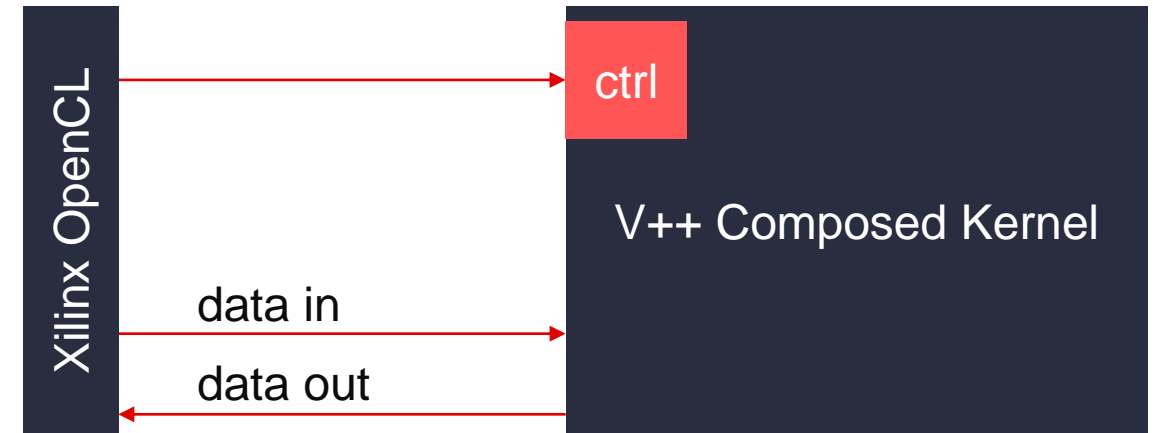 Xilinx OpenCL
ctrl
V++ Composed Kernel
data in
data out